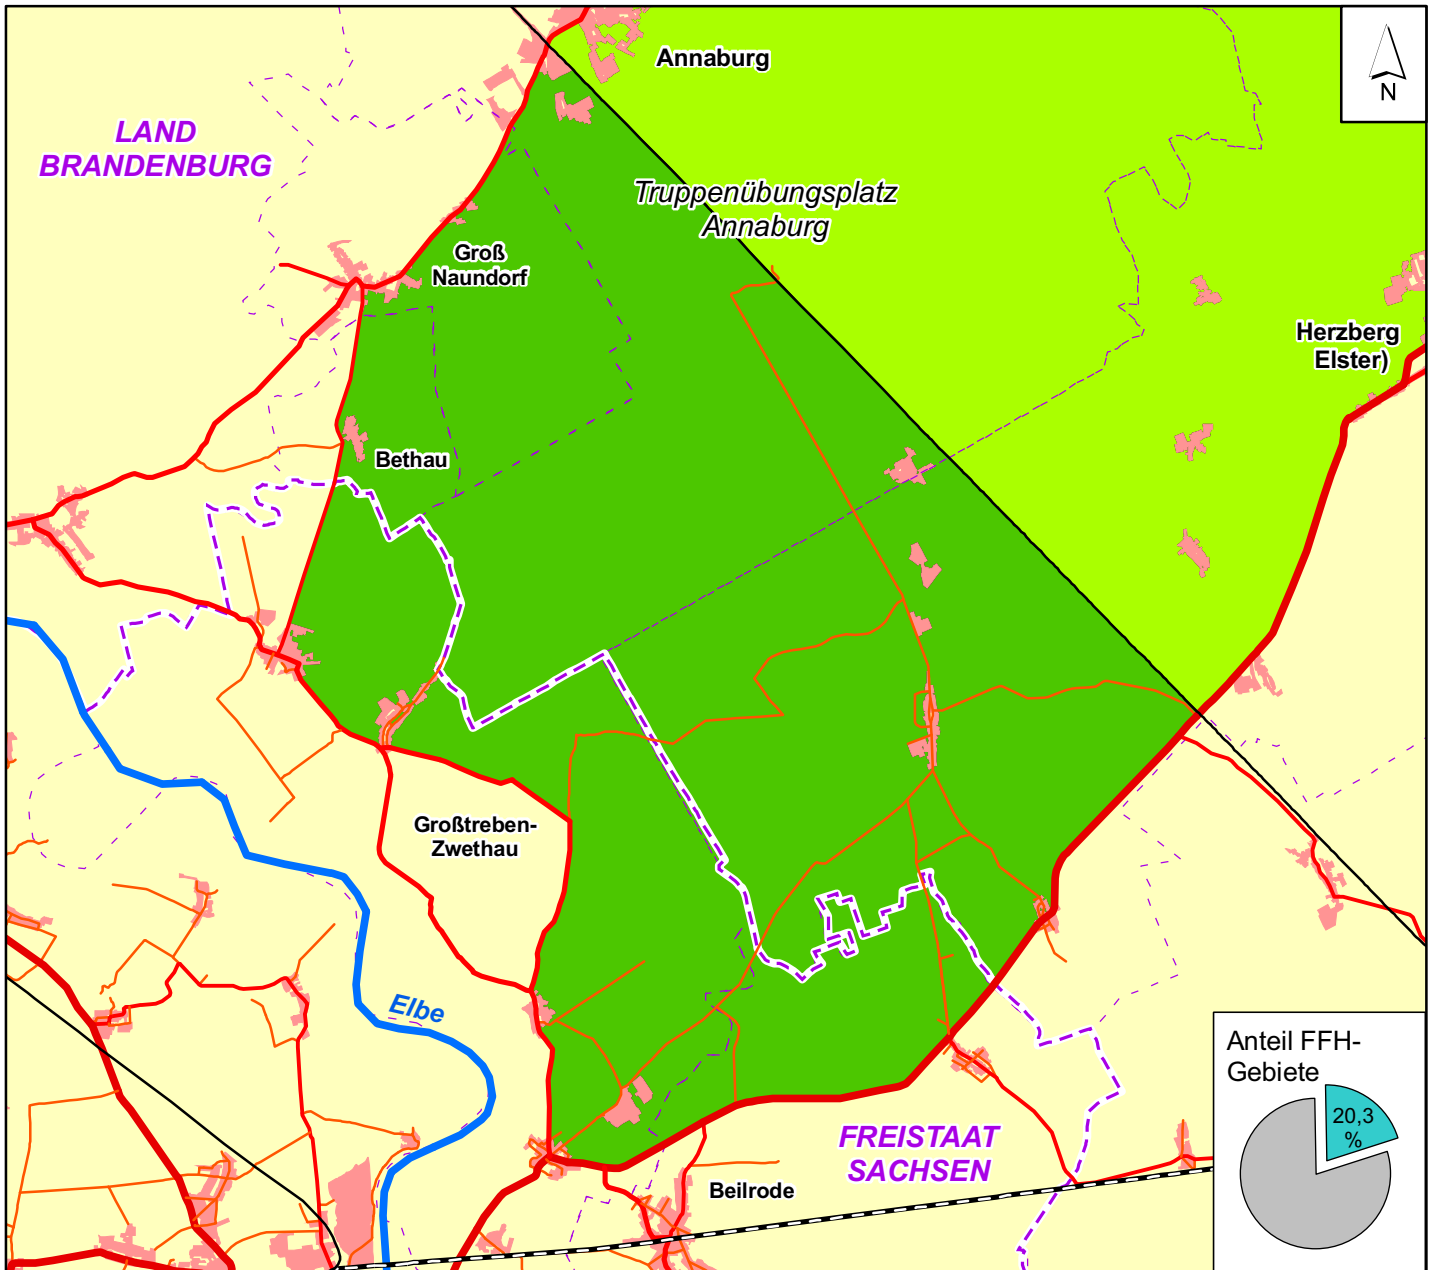 Annaburg
N
LAND
BRANDENBURG
Truppenübungsplatz
Annaburg
Groß
Naundorf
Herzberg
Elster)
Bethau
Großtreben-
Zwethau
Elbe
Anteil FFH-
Gebiete
20,3
%
FREISTAAT
SACHSEN
Beilrode